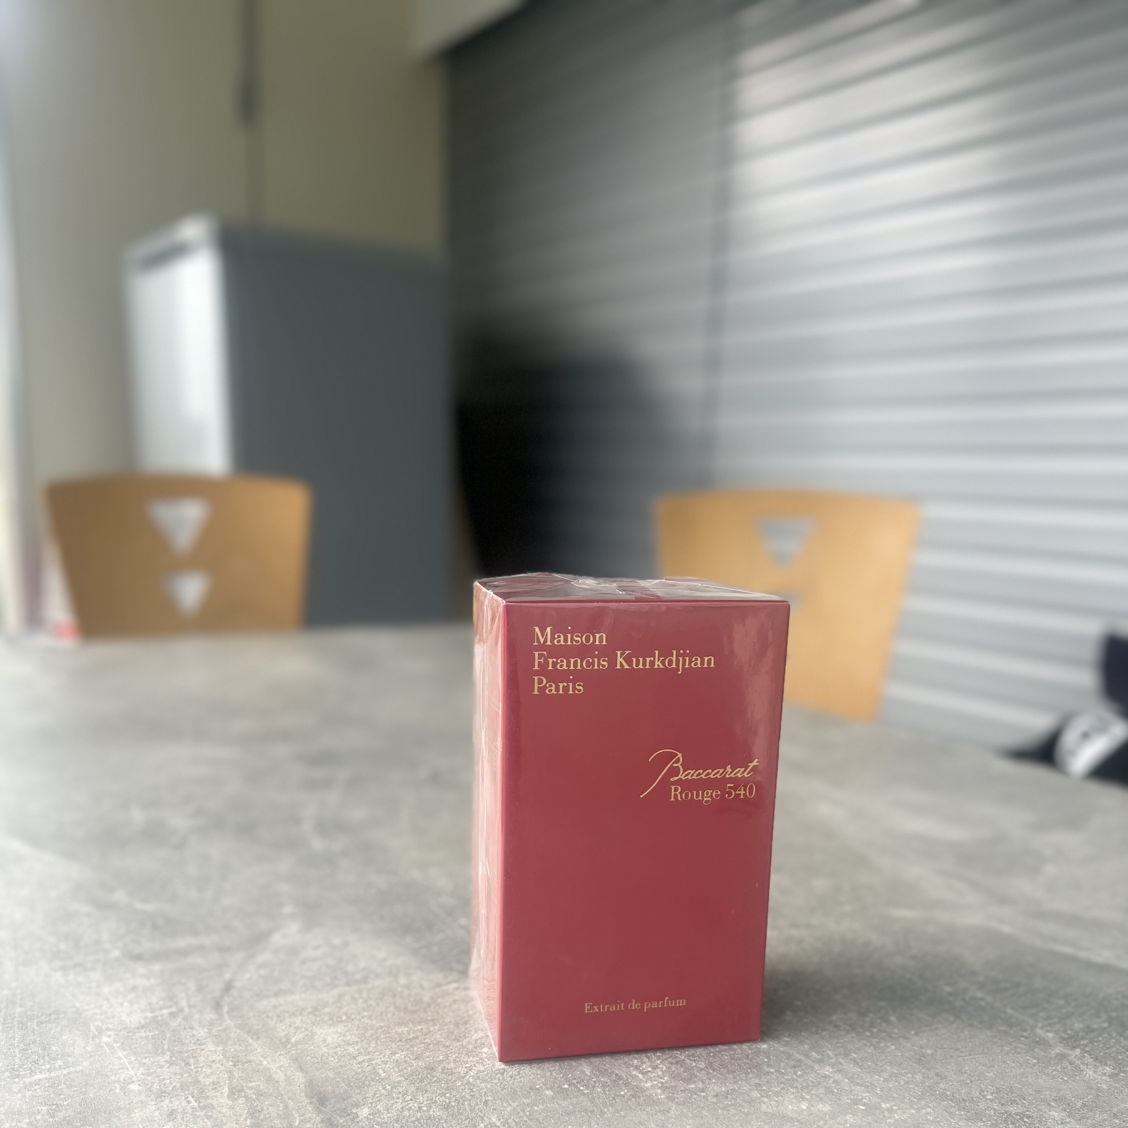 Maison
Francis Kurkdjian
Paris
Baccarat
Rouge 540
Extrait de parfum